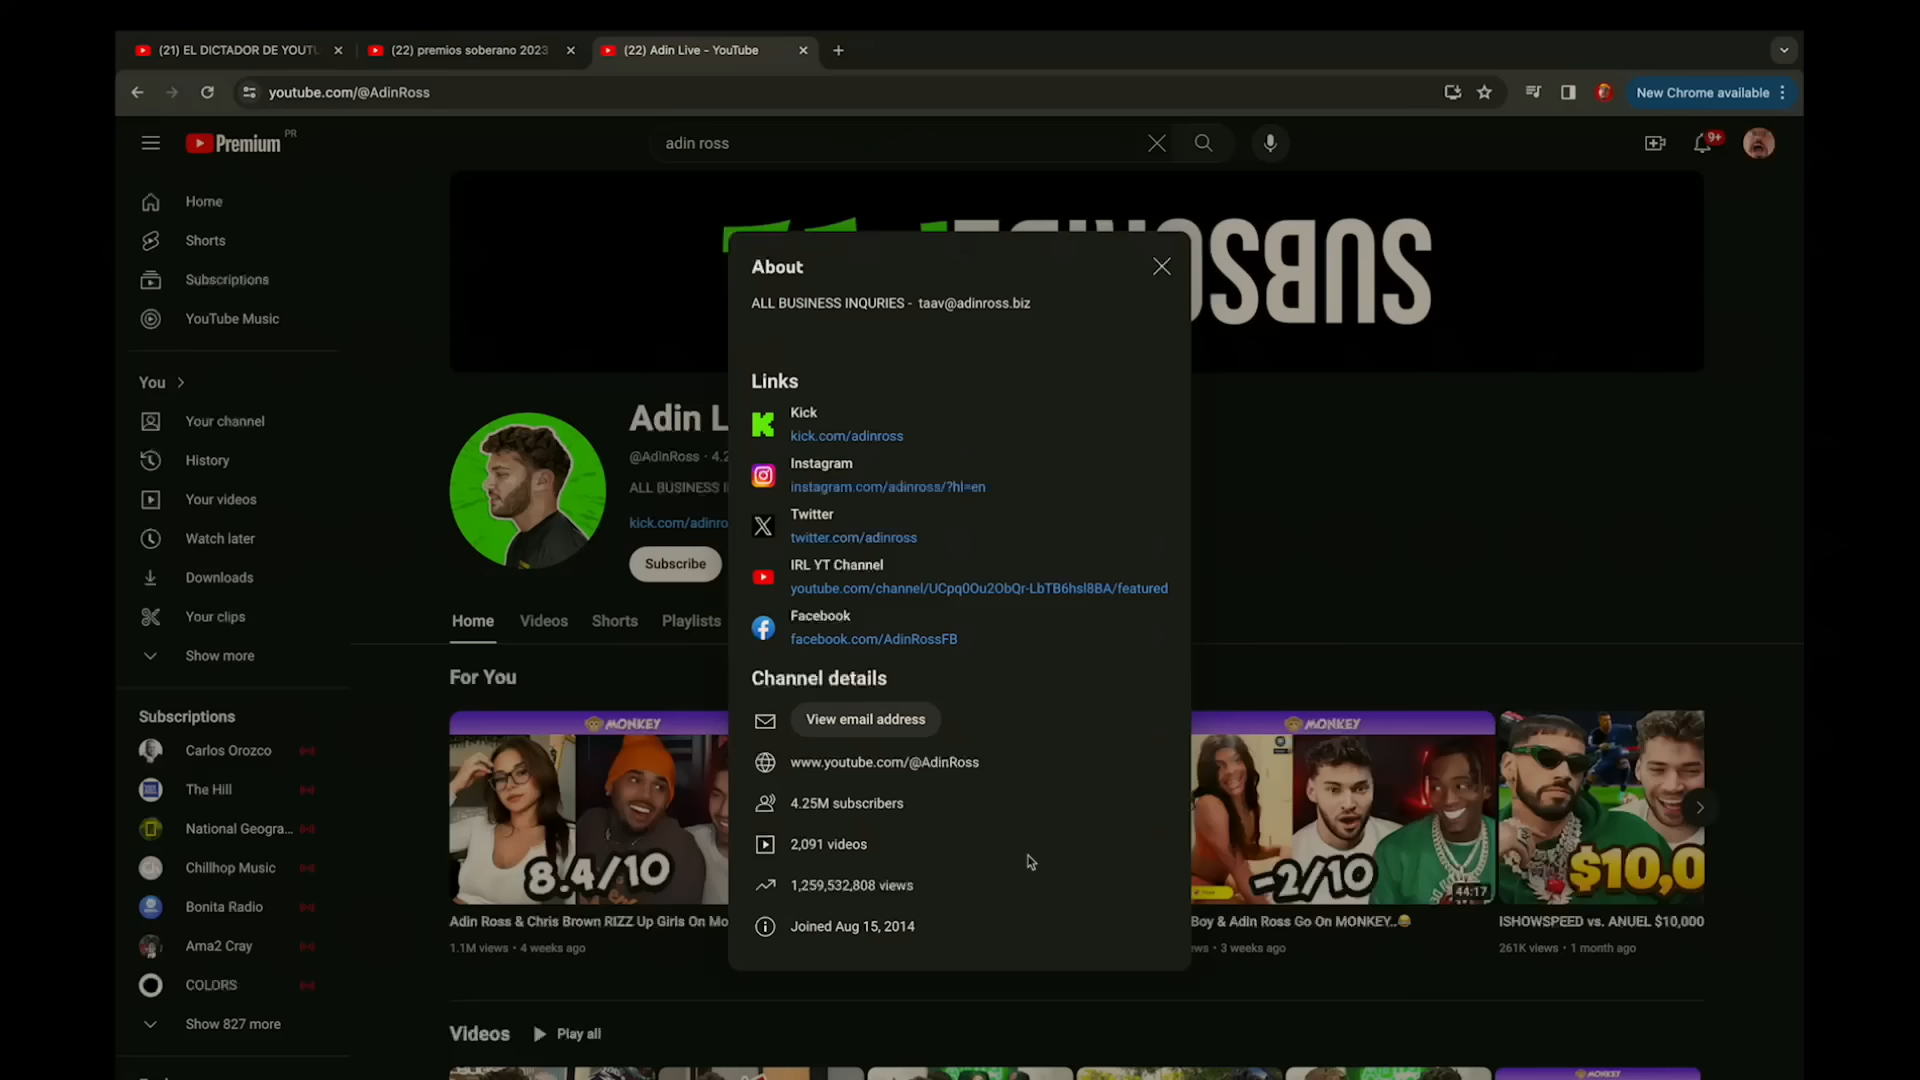 (21) EL DICTADOR DE YOUTU
(22) premios soberano 2023
(22) Adin Live - YouTube
youtube.com/@AdinRoss
New Chrome available
Premium
PR
adin ross
9+
Home
Shorts
Subscriptions
YouTube Music
You
Your channel
History
Your videos
Watch later
Downloads
Your clips
Show more
Subscriptions
Carlos Orozco
The Hill
National Geogra...
Chillhop Music
Bonita Radio
Ama2 Cray
COLORS
Show 827 more
Adin L
@AdinRoss · 4.2
ALL BUSINESS I
kick.com/adinro
Subscribe
Home
Videos
Shorts
Playlists
For You
About
ALL BUSINESS INQURIES - taav@adinross.biz
Links
Kick
kick.com/adinross
Instagram
instagram.com/adinross/?hl=en
Twitter
twitter.com/adinross
IRL YT Channel
youtube.com/channel/UCpq0Ou2ObQr-LbTB6hsl8BA/featured
Facebook
facebook.com/AdinRossFB
Channel details
View email address
www.youtube.com/@AdinRoss
4.25M subscribers
2,091 videos
1,259,532,808 views
Joined Aug 15, 2014
MONKEY
8.4/10
Adin Ross & Chris Brown RIZZ Up Girls On Mo
1.1M views • 4 weeks ago
MONKEY
-2/10
44:17
Boy & Adin Ross Go On MONKEY..😂
ws • 3 weeks ago
$10,0
ISHOWSPEED vs. ANUEL $10,000
261K views • 1 month ago
Videos
Play all
MONKEY